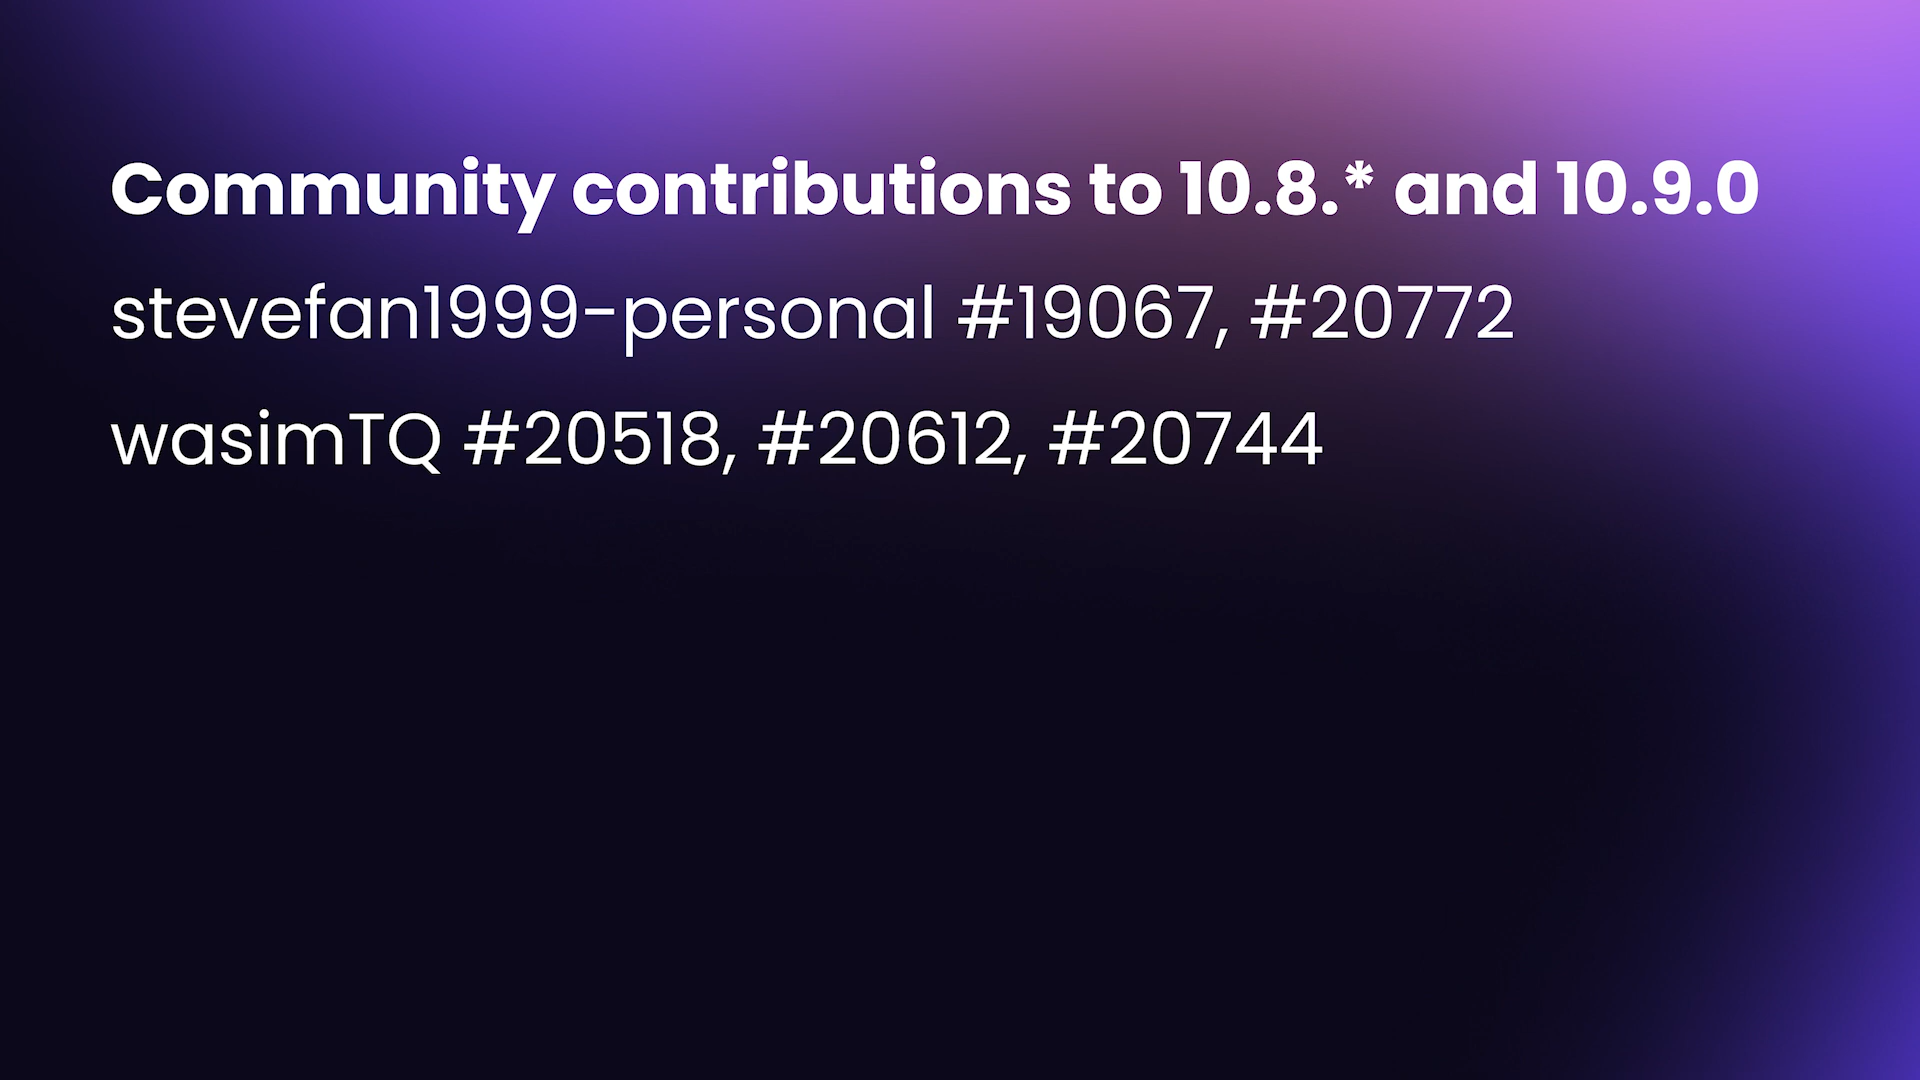 Community contributions to 10.8.* and 10.9.0
stevefan1999-personal #19067, #20772
wasimTQ #20518, #20612, #20744